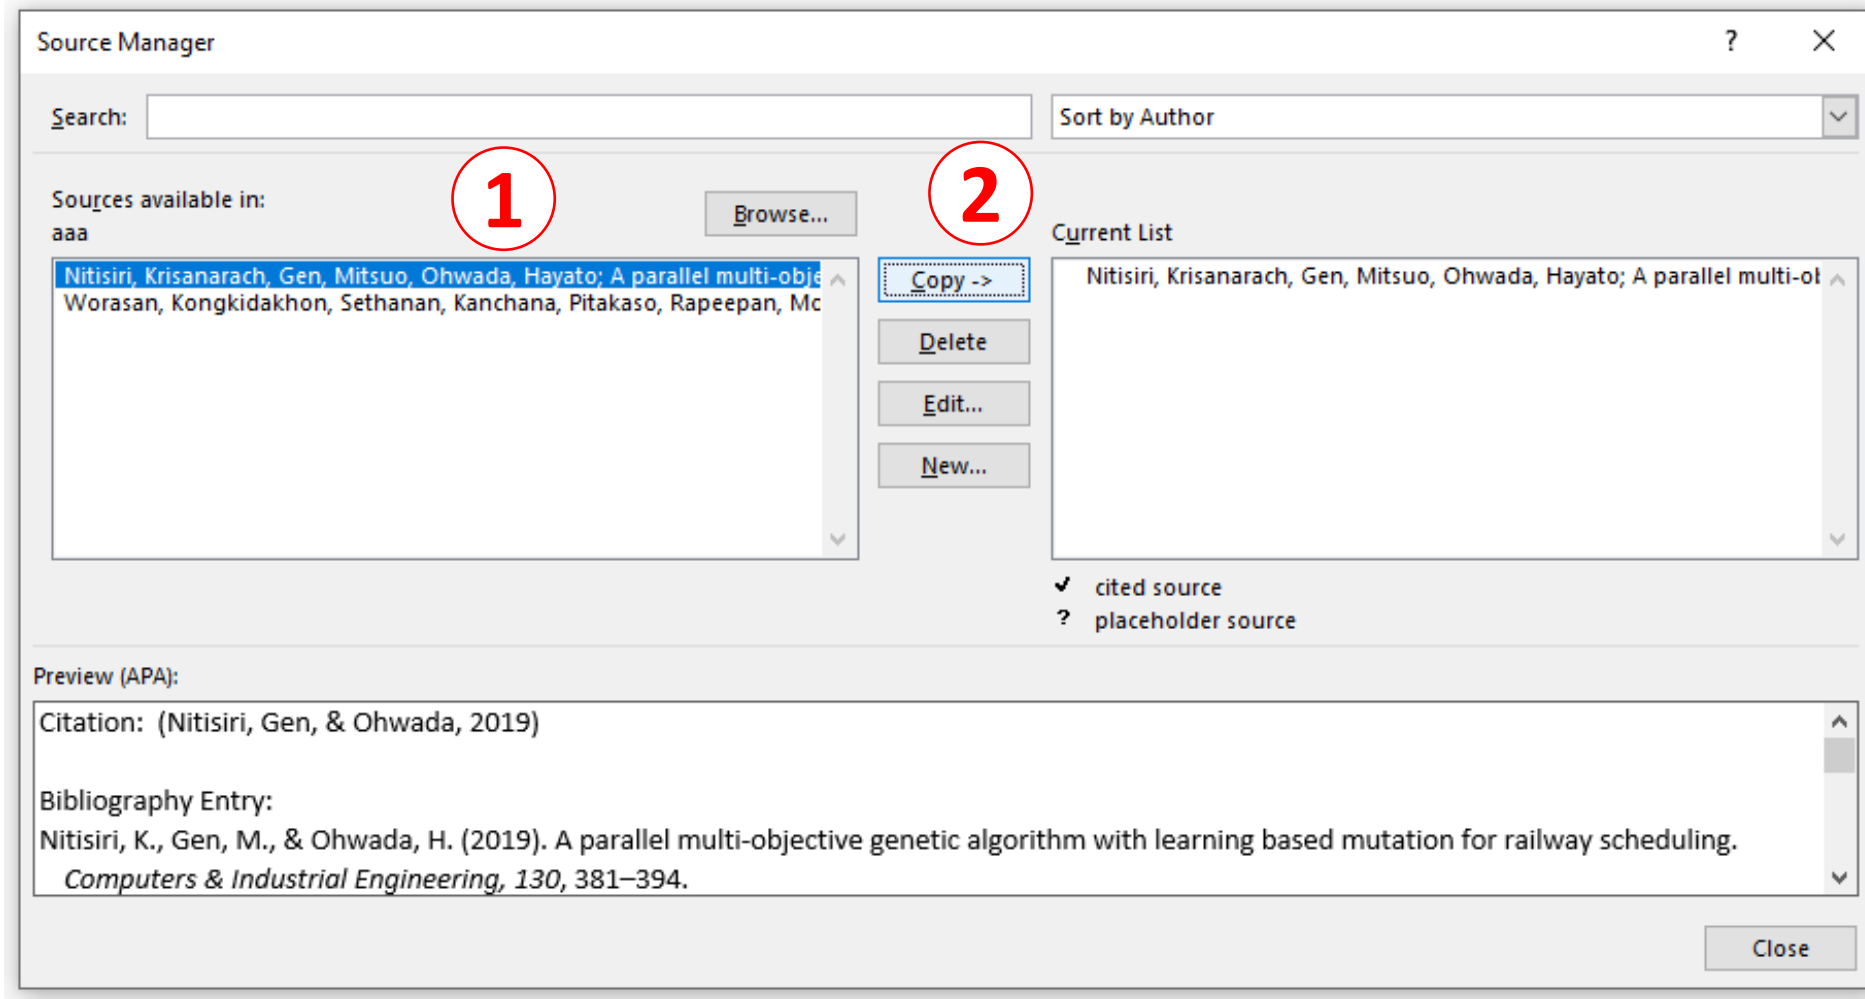 Source Manager
?
Search:
Sort by Author
1
2
Sources available in:
aaa
Browse...
Current List
Nitisiri, Krisanarach, Gen, Mitsuo, Ohwada, Hayato; A parallel multi-obje
Worasan, Kongkidakhon, Sethanan, Kanchana, Pitakaso, Rapeepan, Mo
Copy ->
Delete
Edit...
New...
Nitisiri, Krisanarach, Gen, Mitsuo, Ohwada, Hayato; A parallel multi-ob
✓ cited source
? placeholder source
Preview (APA):
Citation: (Nitisiri, Gen, & Ohwada, 2019)
Bibliography Entry:
Nitisiri, K., Gen, M., & Ohwada, H. (2019). A parallel multi-objective genetic algorithm with learning based mutation for railway scheduling.
Computers & Industrial Engineering, 130, 381–394.
Close